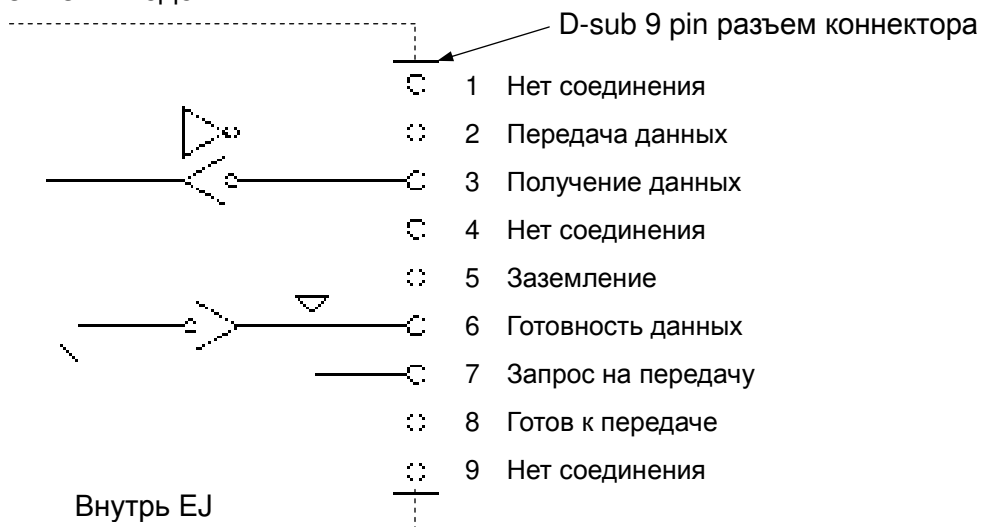 D-sub 9 pin разъем коннектора
1 Нет соединения
2 Передача данных
3 Получение данных
4 Нет соединения
5 Заземление
6 Готовность данных
7 Запрос на передачу
8 Готов к передаче
9 Нет соединения
Внутрь EJ